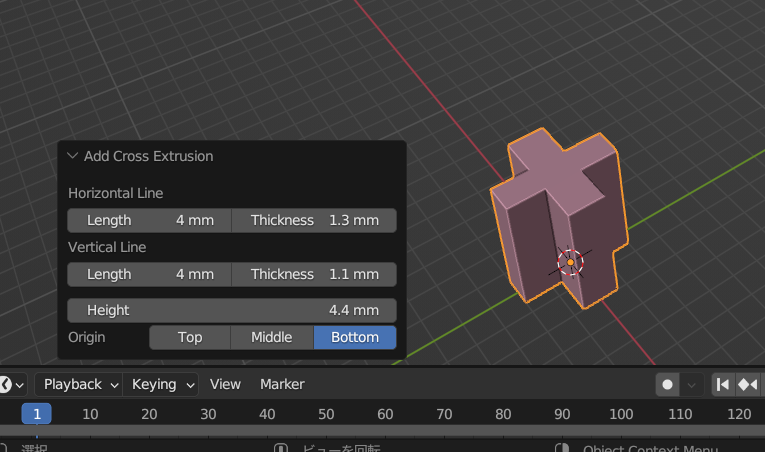 Add Cross Extrusion
Horizontal Line
Length 4 mm Thickness 1.3 mm
Vertical Line
Length 4 mm Thickness 1.1 mm
Height 4.4 mm
Origin Top Middle Bottom
Playback Keying View Marker
1 10 20 30 40 50 60 70 80 90 100 110 120
選択 ビューを回転 Object Context Menu